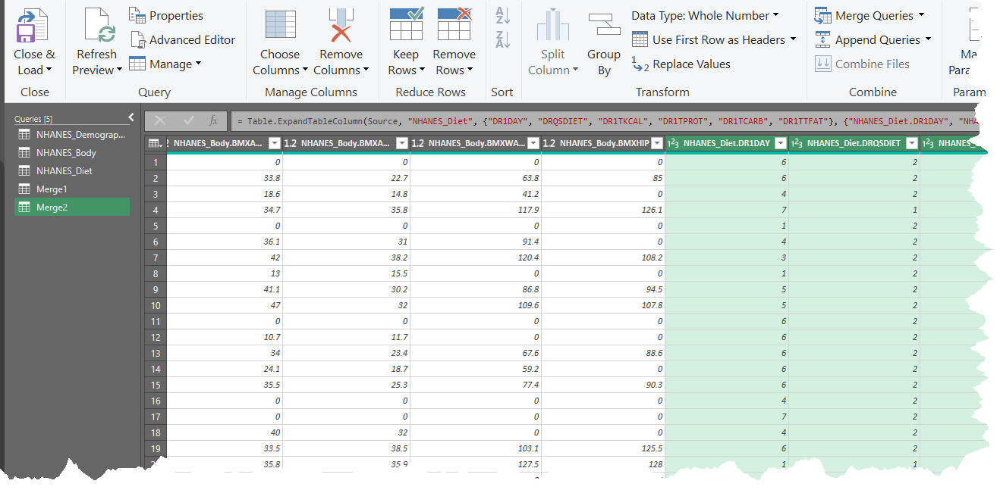 Close & Load
Refresh Preview
Properties
Advanced Editor
Manage
Choose Columns
Remove Columns
Keep Rows
Remove Rows
Split Column
Group By
Data Type: Whole Number
Use First Row as Headers
1 2 Replace Values
Merge Queries
Append Queries
Combine Files
Ma
Para
Close
Query
Manage Columns
Reduce Rows
Sort
Transform
Combine
Param
Queries [5]
NHANES_Demograp...
NHANES_Body
NHANES_Diet
Merge1
Merge2
fx = Table.ExpandTableColumn(Source, "NHANES_Diet", {"DR1DAY", "DRQSDIET", "DR1TKCAL", "DR1TPROT", "DR1TCARB", "DR1TTFAT"}, {"NHANES_Diet.DR1DAY", "NHA
NHANES_Body.BMXA... 1.2 NHANES_Body.BMXA... 1.2 NHANES_Body.BMXWA... 1.2 NHANES_Body.BMXHIP 123 NHANES_Diet.DR1DAY 123 NHANES_Diet.DRQSDIET 123 NHANES_
1 0 0 0 0 6 2
2 33.8 22.7 63.8 85 6 2
3 18.6 14.8 41.2 0 4 2
4 34.7 35.8 117.9 126.1 7 1
5 0 0 0 0 1 2
6 36.1 31 91.4 0 4 2
7 42 38.2 120.4 108.2 3 2
8 13 15.5 0 0 1 2
9 41.1 30.2 86.8 94.5 5 2
10 47 32 109.6 107.8 5 2
11 0 0 0 0 6 2
12 10.7 11.7 0 0 6 2
13 34 23.4 67.6 88.6 6 2
14 24.1 18.7 59.2 0 6 2
15 35.5 25.3 77.4 90.3 6 2
16 0 0 0 0 4 2
17 0 0 0 0 7 2
18 40 32 0 0 4 2
19 33.5 38.5 103.1 125.5 6 2
35.8 35.9 127.5 128 1 1